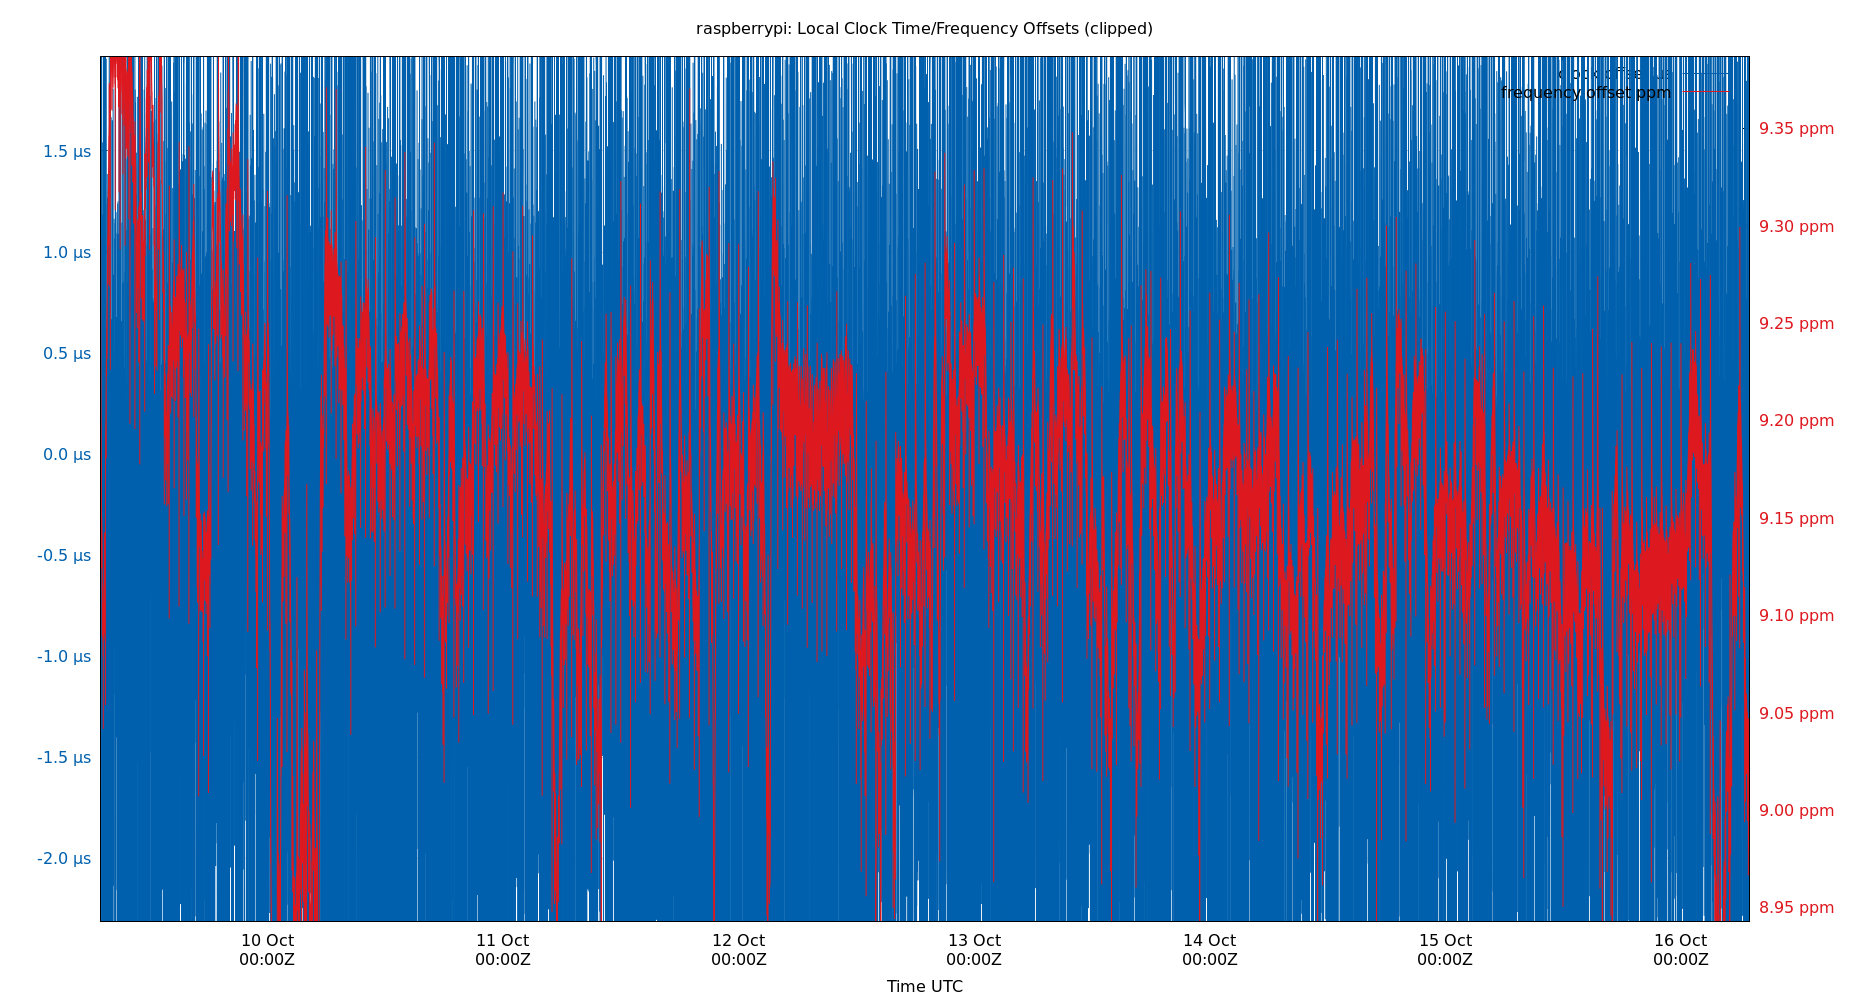 raspberrypi: Local Clock Time/Frequency Offsets (clipped)
clock offset µs
frequency offset ppm
1.5 µs
1.0 µs
0.5 µs
0.0 µs
-0.5 µs
-1.0 µs
-1.5 µs
-2.0 µs
9.35 ppm
9.30 ppm
9.25 ppm
9.20 ppm
9.15 ppm
9.10 ppm
9.05 ppm
9.00 ppm
8.95 ppm
10 Oct 11 Oct 12 Oct 13 Oct 14 Oct 15 Oct 16 Oct
00:00Z 00:00Z 00:00Z 00:00Z 00:00Z 00:00Z 00:00Z
Time UTC